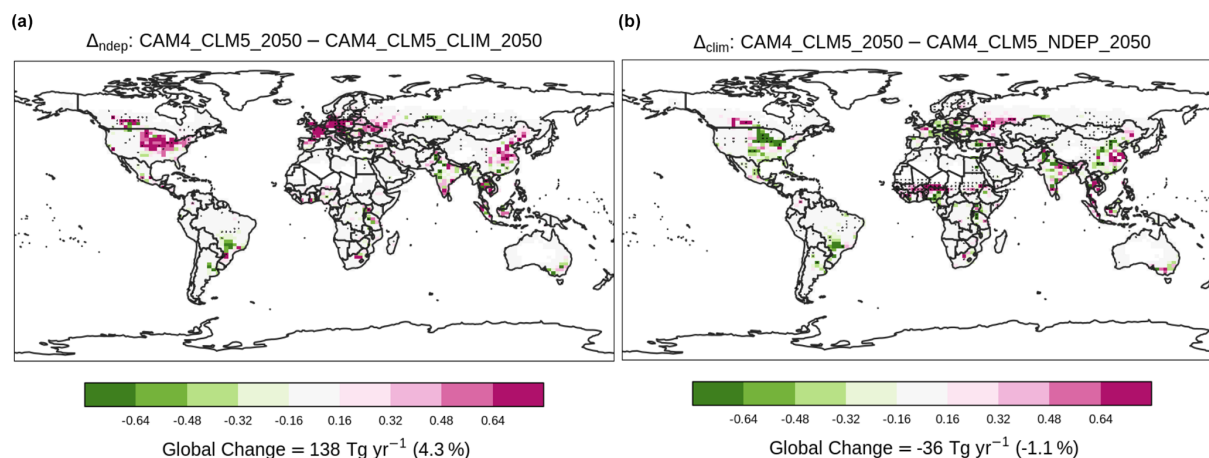 (a)
Δndep: CAM4_CLM5_2050 − CAM4_CLM5_CLIM_2050
-0.64 -0.48 -0.32 -0.16 0.16 0.32 0.48 0.64
Global Change = 138 Tg yr⁻¹ (4.3 %)
(b)
Δclim: CAM4_CLM5_2050 − CAM4_CLM5_NDEP_2050
-0.64 -0.48 -0.32 -0.16 0.16 0.32 0.48 0.64
Global Change = -36 Tg yr⁻¹ (-1.1 %)